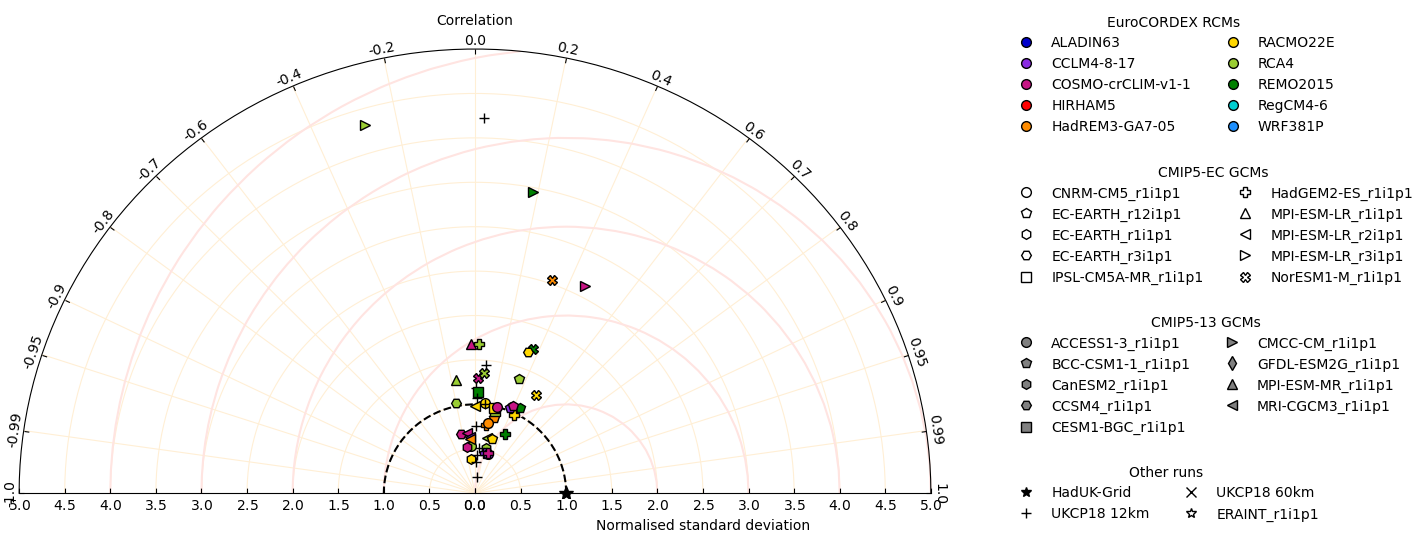 Correlation
0.0
-0.2
0.2
-0.4
0.4
-0.6
0.6
-0.7
0.7
-0.8
0.8
-0.9
0.9
-0.95
0.95
-0.99
0.99
-1.0
1.0
5.0 4.5 4.0 3.5 3.0 2.5 2.0 1.5 1.0 0.5 0.0 0.5 1.0 1.5 2.0 2.5 3.0 3.5 4.0 4.5 5.0
Normalised standard deviation
EuroCORDEX RCMs
ALADIN63 RACMO22E
CCLM4-8-17 RCA4
COSMO-crCLIM-v1-1 REMO2015
HIRHAM5 RegCM4-6
HadREM3-GA7-05 WRF381P
CMIP5-EC GCMs
CNRM-CM5_r1i1p1 HadGEM2-ES_r1i1p1
EC-EARTH_r12i1p1 MPI-ESM-LR_r1i1p1
EC-EARTH_r1i1p1 MPI-ESM-LR_r2i1p1
EC-EARTH_r3i1p1 MPI-ESM-LR_r3i1p1
IPSL-CM5A-MR_r1i1p1 NorESM1-M_r1i1p1
CMIP5-13 GCMs
ACCESS1-3_r1i1p1 CMCC-CM_r1i1p1
BCC-CSM1-1_r1i1p1 GFDL-ESM2G_r1i1p1
CanESM2_r1i1p1 MPI-ESM-MR_r1i1p1
CCSM4_r1i1p1 MRI-CGCM3_r1i1p1
CESM1-BGC_r1i1p1
Other runs
HadUK-Grid UKCP18 60km
UKCP18 12km ERAINT_r1i1p1